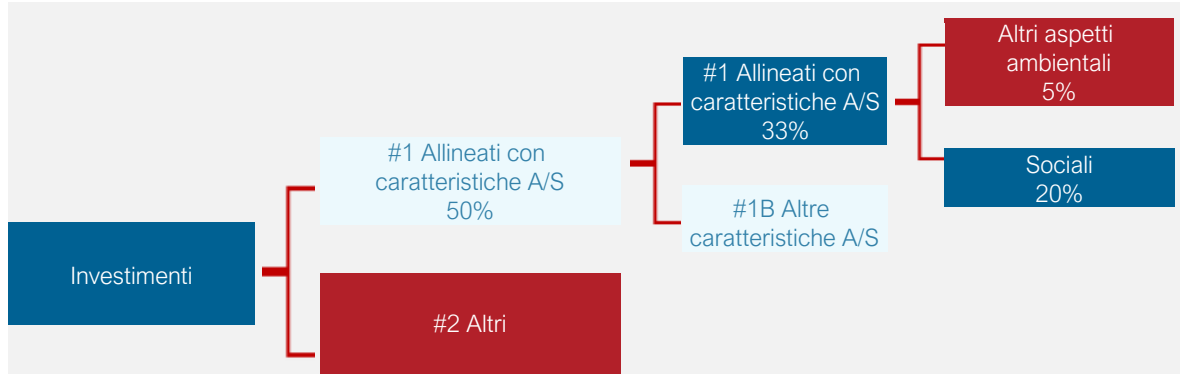 Investimenti
#1 Allineati con
caratteristiche A/S
50%
#2 Altri
#1 Allineati con
caratteristiche A/S
33%
#1B Altre
caratteristiche A/S
Altri aspetti
ambientali
5%
Sociali
20%